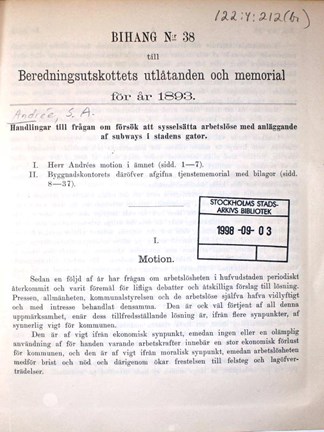 122:4:212(br)
BIHANG Nr 38
till
Beredningsutskottets utlåtanden och memorial
för år 1893.
Andrée, S. A.
Handlingar till frågan om försök att sysselsätta arbetslöse med anläggande
af subways i stadens gator.
I. Herr Andrées motion i ämnet (sidd. 1—7).
II. Byggnadskontorets däröfver afgifna tjenstememorial med bilagor (sidd.
8—37).
STOCKHOLMS STADS-
ARKIVS BIBLIOTEK
1998 -09- 03
I.
Motion.
Sedan en följd af år har frågan om arbetslösheten i hufvudstaden periodiskt
återkommit och varit föremål för lifliga debatter och åtskilliga förslag till lösning.
Pressen, allmänheten, kommunalstyrelsen och de arbetslöse sjelfva hafva vidlyftigt
och med intresse behandlat densamma. Den är ock väl förtjent af all denna
uppmärksamhet, enär dess tillfredsställande lösning är, ifrån flere synpunkter, af
synnerlig vigt för kommunen.
Den är af vigt ifrån ekonomisk synpunkt, emedan ingen eller en olämplig
användning af för handen varande arbetskrafter innebär en stor ekonomisk förlust
för kommunen, och den är af vigt ifrån moralisk synpunkt, emedan arbetslösheten
medför brist och nöd och därigenom ökar frestelsen till felsteg och lagöfver-
trädelser.